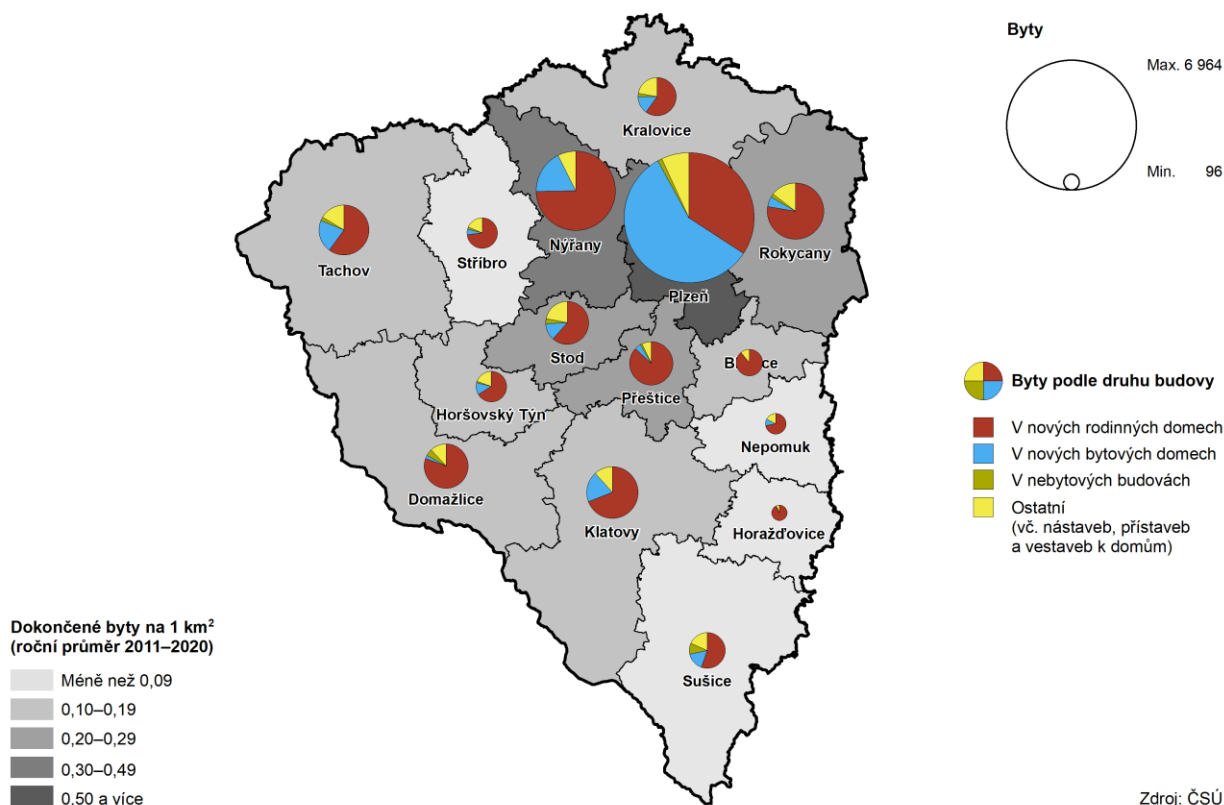 Byty
Max. 6 964
Min. 96
Kralovice
Nýřany
Rokycany
Tachov
Stříbro
Plzeň
Stod
Přeštice
Horšovský Týn
Nepomuk
Domažlice
Klatovy
Horažďovice
Sušice
Byty podle druhu budovy
V nových rodinných domech
V nových bytových domech
V nebytových budovách
Ostatní
(vč. nástaveb, přístaveb
a vestaveb k domům)
Dokončené byty na 1 km²
(roční průměr 2011–2020)
Méně než 0,09
0,10–0,19
0,20–0,29
0,30–0,49
0.50 a více
Zdroj: ČSÚ